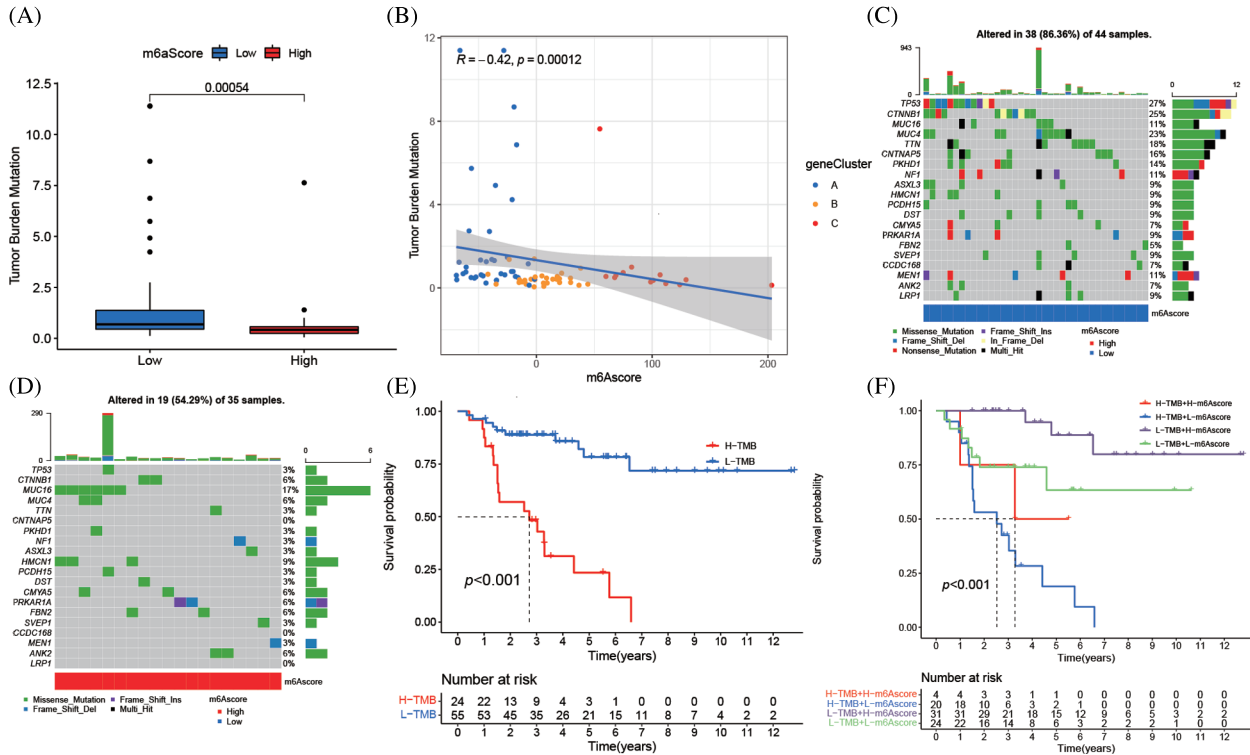 (A)
m6aScore Low High
0.00054
Tumor Burden Mutation
12.5
10.0
7.5
5.0
2.5
0.0
Low High
(B)
R = −0.42, p = 0.00012
Tumor Burden Mutation
12
8
4
0
0 100 200
m6Ascore
geneCluster
A
B
C
(C)
Altered in 38 (86.36%) of 44 samples.
943
0
0 12
TP53 27%
CTNNB1 25%
MUC16 11%
MUC4 23%
TTN 18%
CNTNAP5 16%
PKHD1 14%
NF1 11%
ASXL3 9%
HMCN1 9%
PCDH15 9%
DST 9%
CMYA5 7%
PRKAR1A 9%
FBN2 5%
SVEP1 9%
CCDC168 7%
MEN1 11%
ANK2 7%
LRP1 9%
m6AScore
Missense_Mutation Frame_Shift_Ins m6AScore
Frame_Shift_Del In_Frame_Del High
Nonsense_Mutation Multi_Hit Low
(D)
Altered in 19 (54.29%) of 35 samples.
290
0
0 6
TP53 3%
CTNNB1 6%
MUC16 17%
MUC4 6%
TTN 3%
CNTNAP5 0%
PKHD1 3%
NF1 3%
ASXL3 3%
HMCN1 9%
PCDH15 3%
DST 3%
CMYA5 6%
PRKAR1A 6%
FBN2 6%
SVEP1 3%
CCDC168 0%
MEN1 3%
ANK2 6%
LRP1 0%
m6AScore
Missense_Mutation Frame_Shift_Ins m6AScore
Frame_Shift_Del Multi_Hit High
Low
(E)
Survival probability
1.00
0.75
0.50
0.25
0.00
H−TMB
L−TMB
p<0.001
0 1 2 3 4 5 6 7 8 9 10 11 12
Time(years)
Number at risk
H−TMB 24 22 13 9 4 3 1 0 0 0 0 0 0
L−TMB 55 53 45 35 26 21 15 11 8 7 4 2 2
0 1 2 3 4 5 6 7 8 9 10 11 12
Time(years)
(F)
Survival probability
1.00
0.75
0.50
0.25
0.00
H−TMB+H−m6Ascore
H−TMB+L−m6Ascore
L−TMB+H−m6Ascore
L−TMB+L−m6Ascore
p<0.001
0 1 2 3 4 5 6 7 8 9 10 11 12
Time(years)
Number at risk
H−TMB+H−m6Ascore 4 4 3 3 1 1 0 0 0 0 0 0 0
H−TMB+L−m6Ascore 20 18 10 6 3 2 1 0 0 0 0 0 0
L−TMB+H−m6Ascore 31 31 29 21 18 15 12 9 6 5 3 2 2
L−TMB+L−m6Ascore 24 22 16 14 8 6 3 2 2 2 1 0 0
0 1 2 3 4 5 6 7 8 9 10 11 12
Time(years)